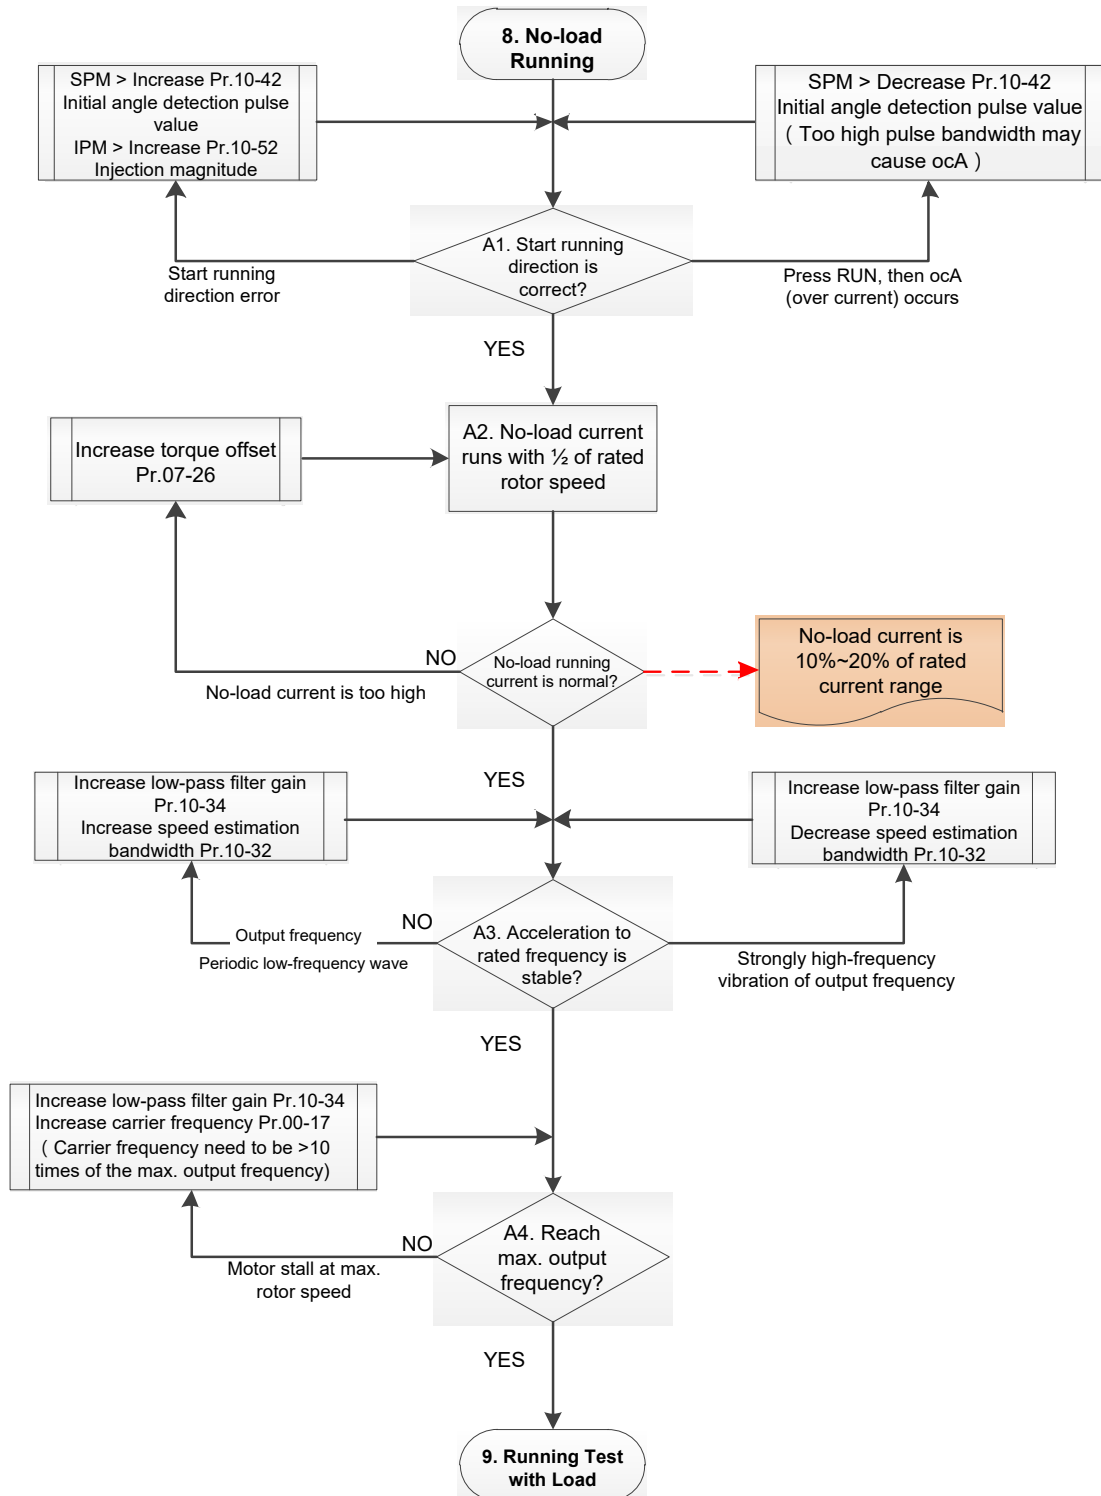 8. No-load
Running
SPM > Increase Pr.10-42
Initial angle detection pulse
value
IPM > Increase Pr.10-52
Injection magnitude
SPM > Decrease Pr.10-42
Initial angle detection pulse value
( Too high pulse bandwidth may
cause ocA )
A1. Start running
direction is
correct?
Start running
direction error
Press RUN, then ocA
(over current) occurs
YES
Increase torque offset
Pr.07-26
A2. No-load current
runs with ½ of rated
rotor speed
NO
No-load current is too high
No-load running
current is normal?
No-load current is
10%~20% of rated
current range
YES
Increase low-pass filter gain
Pr.10-34
Increase speed estimation
bandwidth Pr.10-32
Increase low-pass filter gain
Pr.10-34
Decrease speed estimation
bandwidth Pr.10-32
NO
Output frequency
Periodic low-frequency wave
A3. Acceleration to
rated frequency is
stable?
Strongly high-frequency
vibration of output frequency
YES
Increase low-pass filter gain Pr.10-34
Increase carrier frequency Pr.00-17
( Carrier frequency need to be >10
times of the max. output frequency)
NO
Motor stall at max.
rotor speed
A4. Reach
max. output
frequency?
YES
9. Running Test
with Load